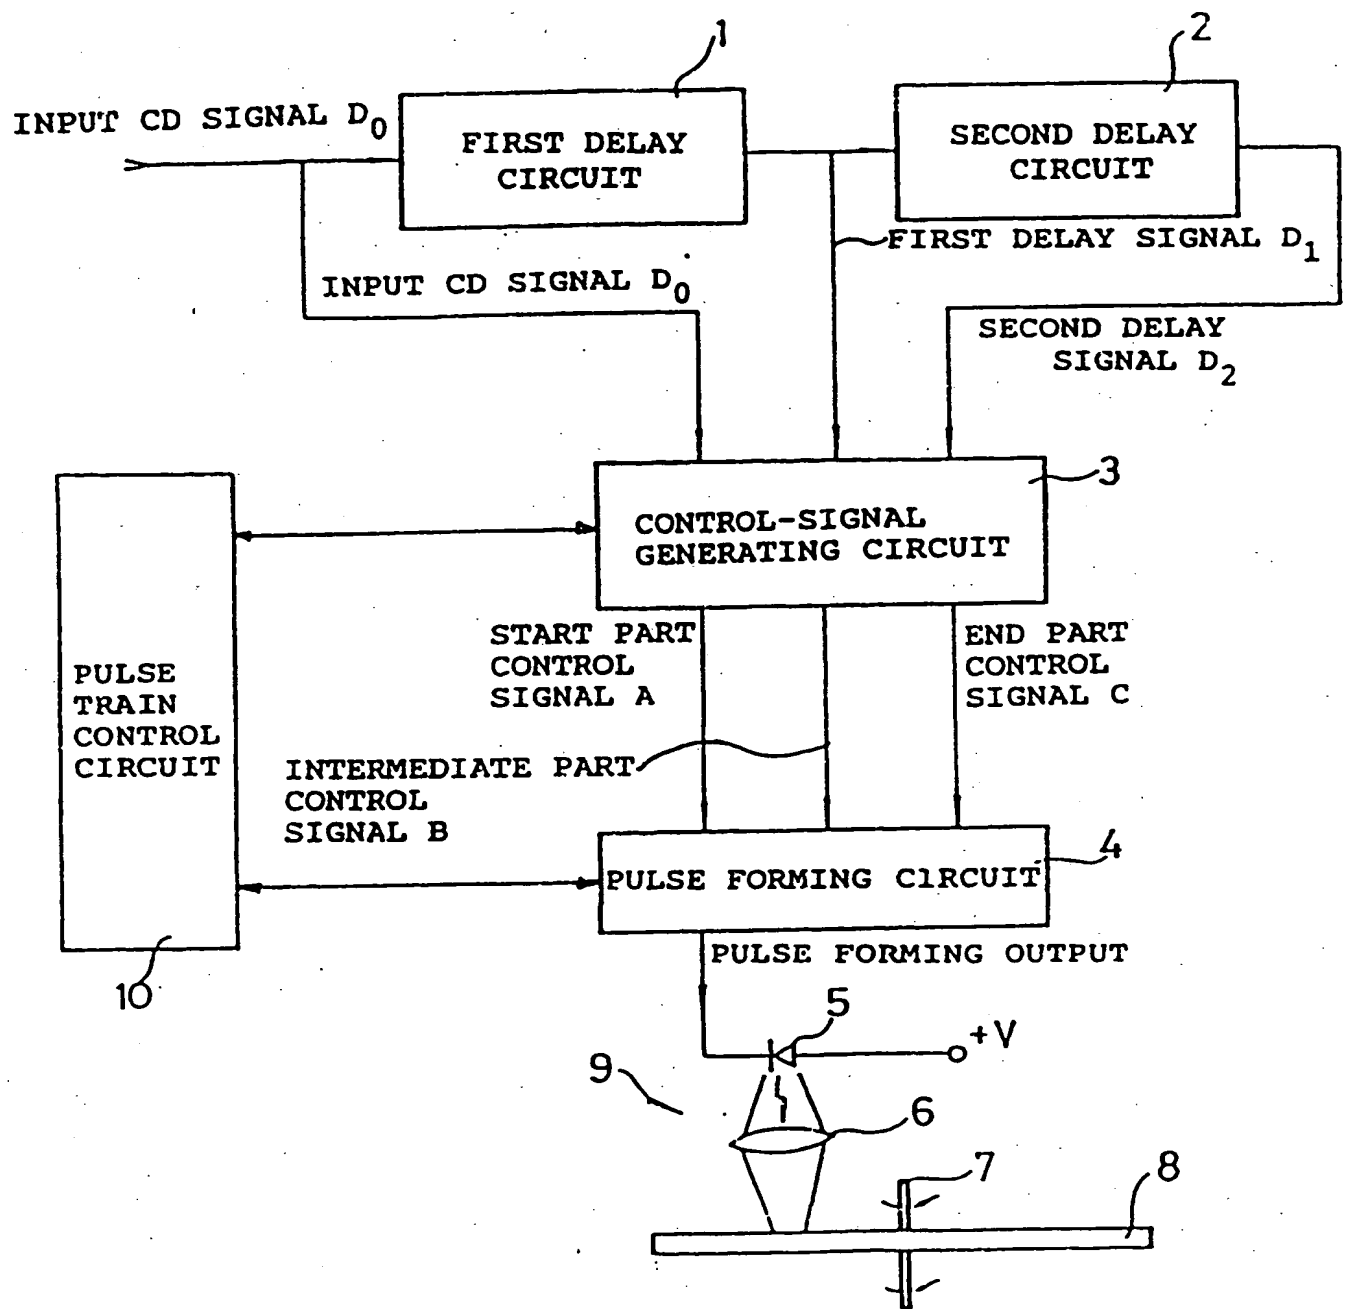 1
2
INPUT CD SIGNAL D0
FIRST DELAY
CIRCUIT
SECOND DELAY
CIRCUIT
FIRST DELAY SIGNAL D1
INPUT CD SIGNAL D0
SECOND DELAY
SIGNAL D2
3
CONTROL-SIGNAL
GENERATING CIRCUIT
START PART
CONTROL
SIGNAL A
END PART
CONTROL
SIGNAL C
PULSE
TRAIN
CONTROL
CIRCUIT
INTERMEDIATE PART
CONTROL
SIGNAL B
4
PULSE FORMING C1RCUIT
PULSE FORMING OUTPUT
10
5
+V
9
6
7
8